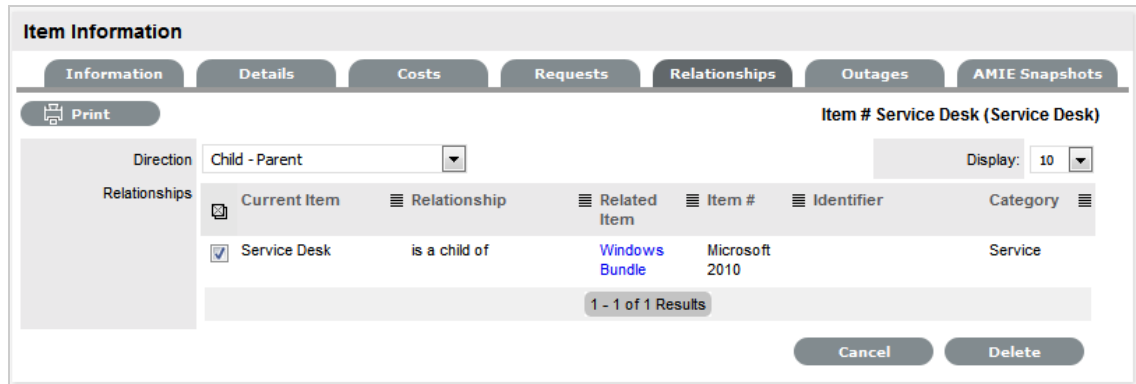 Item Information
Information Details Costs Requests Relationships Outages AMIE Snapshots
Print Item # Service Desk (Service Desk)
Direction Child - Parent Display: 10
Relationships
Current Item Relationship Related Item # Identifier Category
Item
Service Desk is a child of Windows Microsoft Service
Bundle 2010
1 - 1 of 1 Results
Cancel Delete